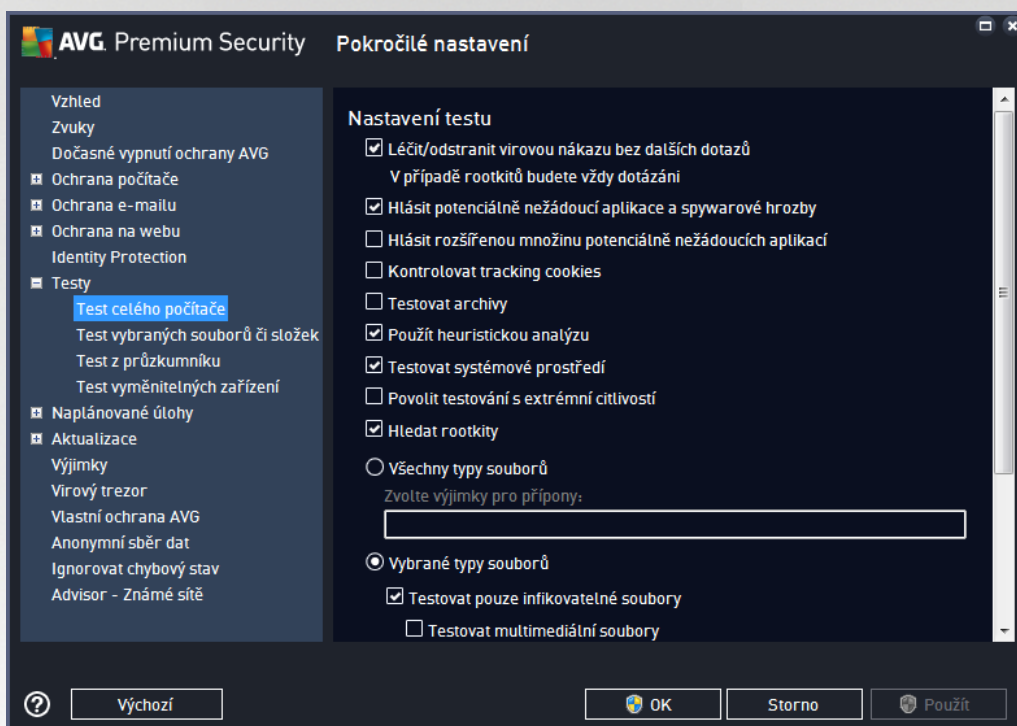 AVG. Premium Security
Pokročilé nastavení
Vzhled
Zvuky
Dočasné vypnutí ochrany AVG
Ochrana počítače
Ochrana e-mailu
Ochrana na webu
Identity Protection
Testy
Test celého počítače
Test vybraných souborů či složek
Test z průzkumníku
Test vyměnitelných zařízení
Naplánované úlohy
Aktualizace
Výjimky
Virový trezor
Vlastní ochrana AVG
Anonymní sběr dat
Ignorovat chybový stav
Advisor - Známé sítě
Nastavení testu
Léčit/odstranit virovou nákazu bez dalších dotazů
V případě rootkitů budete vždy dotázáni
Hlásit potenciálně nežádoucí aplikace a spywarové hrozby
Hlásit rozšířenou množinu potenciálně nežádoucích aplikací
Kontrolovat tracking cookies
Testovat archivy
Použít heuristickou analýzu
Testovat systémové prostředí
Povolit testování s extrémní citlivostí
Hledat rootkity
Všechny typy souborů
Zvolte výjimky pro přípony:
Vybrané typy souborů
Testovat pouze infikovatelné soubory
Testovat multimediální soubory
Výchozí
OK
Storno
Použít